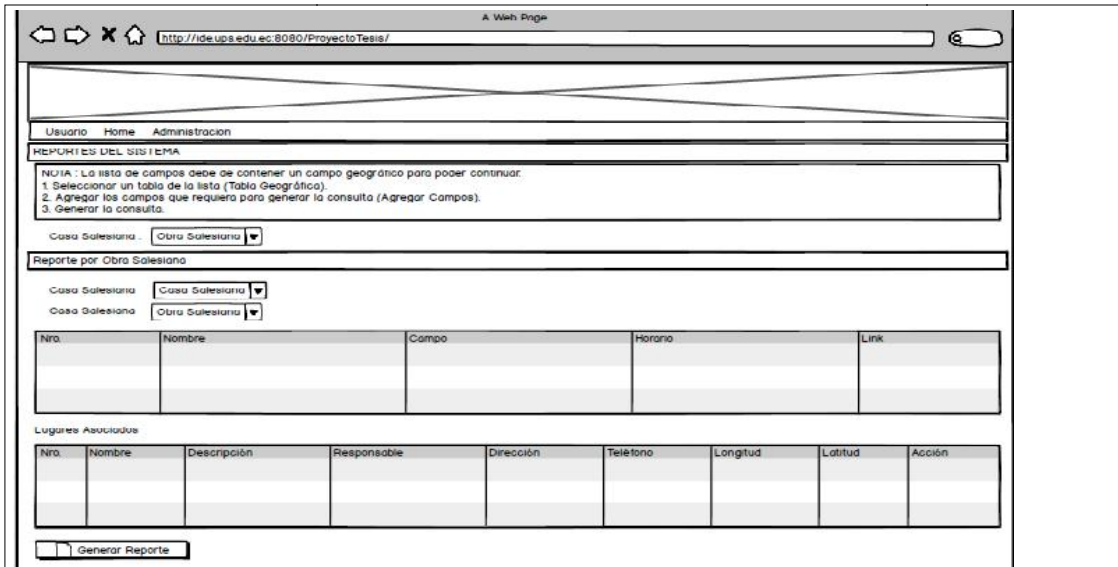 A Web Page
http://ide.ups.edu.ec:8080/ProyectoTesis/
Usuario Home Administracion
REPORTES DEL SISTEMA
NOTA : La lista de campos debe de contener un campo geográfico para poder continuar.
1. Seleccionar un tabla de la lista (Tabla Geográfica).
2. Agregar los campos que requiera para generar la consulta (Agregar Campos).
3. Generar la consulta.
Casa Salesiana : Obra Salesiana
Reporte por Obra Salesiana
Casa Salesiana Casa Salesiana
Casa Salesiana Obra Salesiana
Nro. Nombre Campo Horario Link
Lugares Asociados
Nro. Nombre Descripción Responsable Dirección Teléfono Longitud Latitud Acción
Generar Reporte